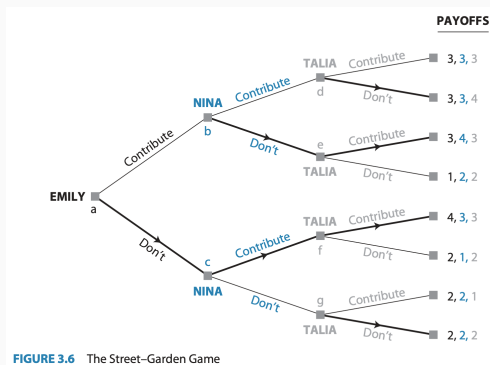 PAYOFFS
TALIA
Contribute
3, 3, 3
d
Don't
3, 3, 4
NINA
Contribute
b
Don't
Contribute
e
Contribute
3, 4, 3
TALIA
Don't
1, 2, 2
EMILY
a
Don't
TALIA
Contribute
4, 3, 3
f
Don't
2, 1, 2
c
Contribute
NINA
Don't
g
Contribute
2, 2, 1
TALIA
Don't
2, 2, 2
FIGURE 3.6 The Street–Garden Game